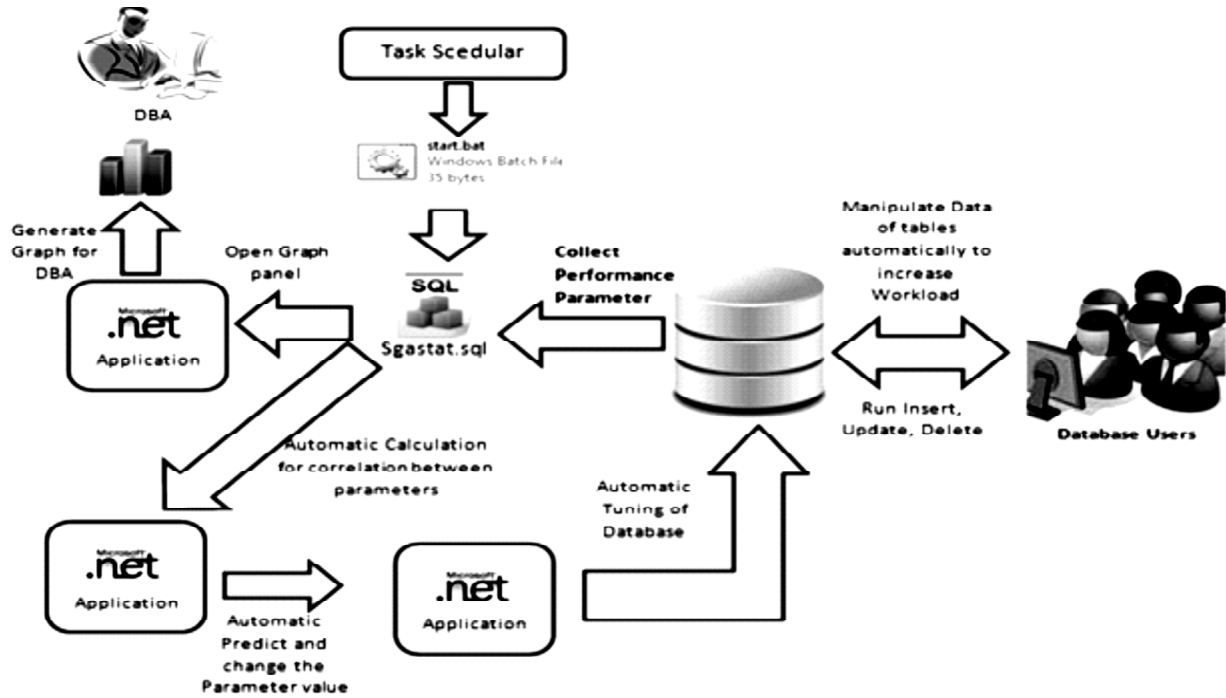 Task Scedular
DBA
start.bat
Windows Batch File
35 bytes
Generate
Graph for
DBA
Open Graph
panel
SQL
Sgastat.sql
Collect
Performance
Parameter
Manipulate Data
of tables
automatically to
increase
Workload
Microsoft
.net
Application
Run Insert,
Update, Delete
Database Users
Automatic Calculation
for correlation between
parameters
Automatic
Tuning of
Database
Microsoft
.net
Application
Automatic
Predict and
change the
Parameter value
Microsoft
.net
Application